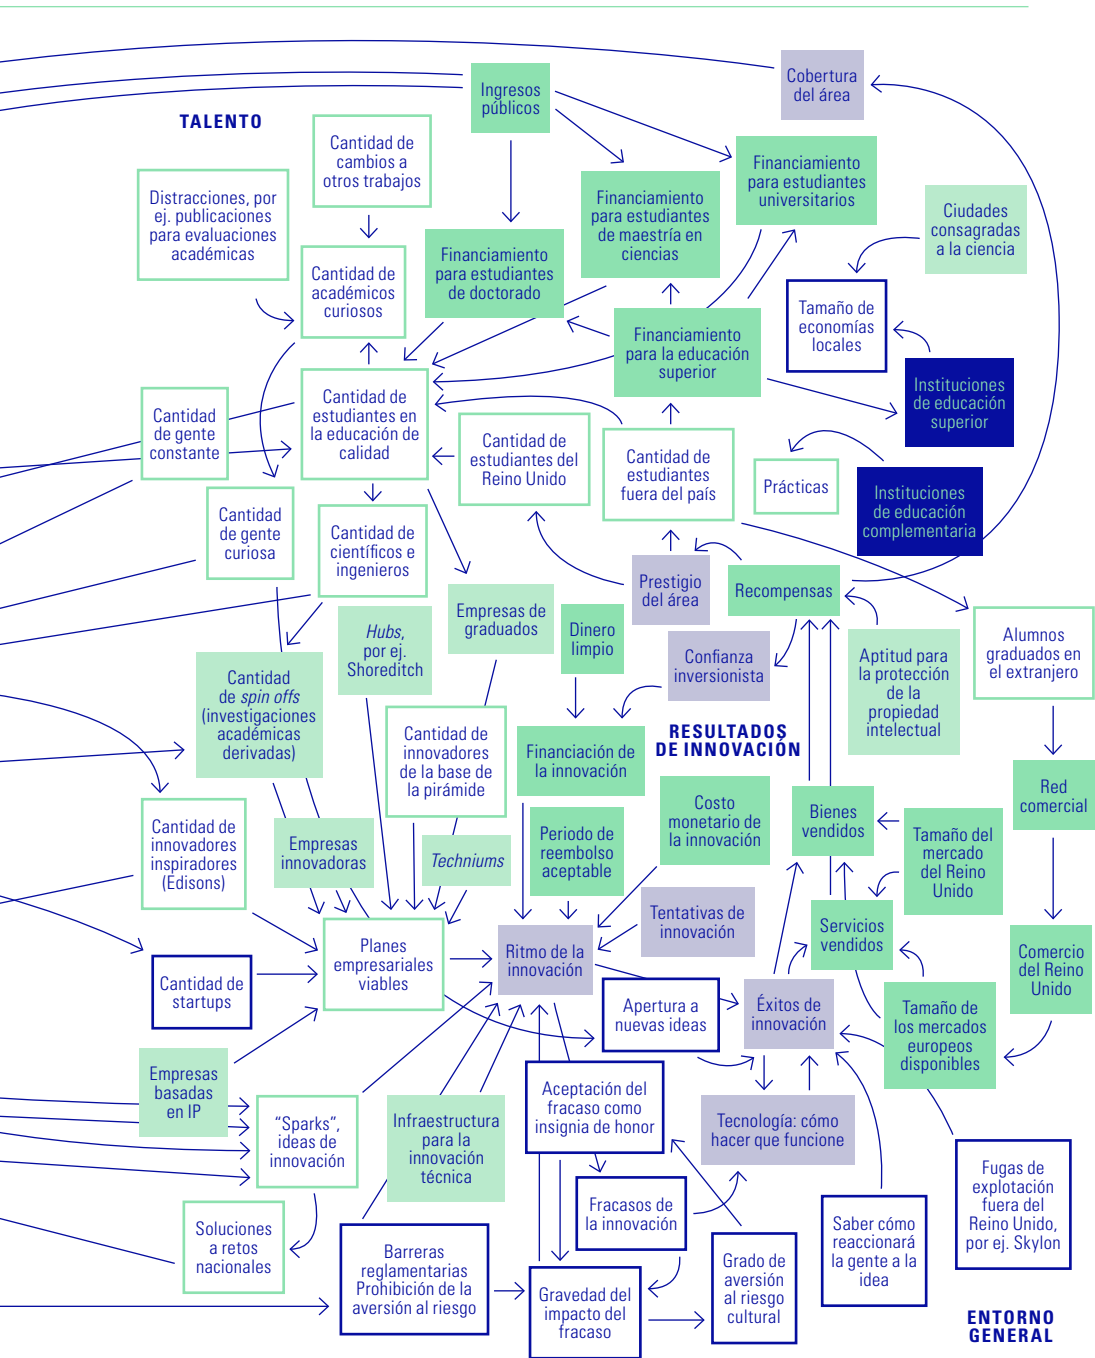 Cobertura
del área
Ingresos
públicos
TALENTO
Cantidad de
cambios a
otros trabajos
Financiamiento
para estudiantes
universitarios
Distracciones, por
ej. publicaciones
para evaluaciones
académicas
Financiamiento
para estudiantes
de maestría en
ciencias
Ciudades
consagradas
a la ciencia
Financiamiento
para estudiantes
de doctorado
Cantidad de
académicos
curiosos
Tamaño de
economías
locales
Financiamiento
para la educación
superior
Instituciones
de educación
superior
Cantidad de
estudiantes en
la educación de
calidad
Cantidad
de gente
constante
Cantidad de
estudiantes del
Reino Unido
Cantidad de
estudiantes
fuera del país
Prácticas
Instituciones
de educación
complementaria
Cantidad
de gente
curiosa
Cantidad de
científicos e
ingenieros
Prestigio
del área
Recompensas
Empresas de
graduados
Dinero
limpio
Hubs,
por ej.
Shoreditch
Confianza
inversionista
Aptitud para
la protección
de la
propiedad
intelectual
Alumnos
graduados en
el extranjero
Cantidad
de spin offs
(investigaciones
académicas
derivadas)
RESULTADOS
DE INNOVACIÓN
Cantidad de
innovadores
de la base de
la pirámide
Financiación de
la innovación
Red
comercial
Costo
monetario de
la innovación
Bienes
vendidos
Cantidad de
innovadores
inspiradores
(Edisons)
Empresas
innovadoras
Techniums
Periodo de
reembolso
aceptable
Tamaño del
mercado
del Reino
Unido
Tentativas de
innovación
Servicios
vendidos
Planes
empresariales
viables
Ritmo de la
innovación
Comercio
del Reino
Unido
Cantidad de
startups
Apertura a
nuevas ideas
Éxitos de
innovación
Tamaño de
los mercados
europeos
disponibles
Empresas
basadas
en IP
Aceptación del
fracaso como
insignia de honor
"Sparks",
ideas de
innovación
Infraestructura
para la
innovación
técnica
Tecnología: cómo
hacer que funcione
Fugas de
explotación
fuera del
Reino Unido,
por ej. Skylon
Fracasos de
la innovación
Saber cómo
reaccionará
la gente a la
idea
Soluciones
a retos
nacionales
Barreras
reglamentarias
Prohibición de la
aversión al riesgo
Grado de
aversión
al riesgo
cultural
Gravedad del
impacto del
fracaso
ENTORNO
GENERAL